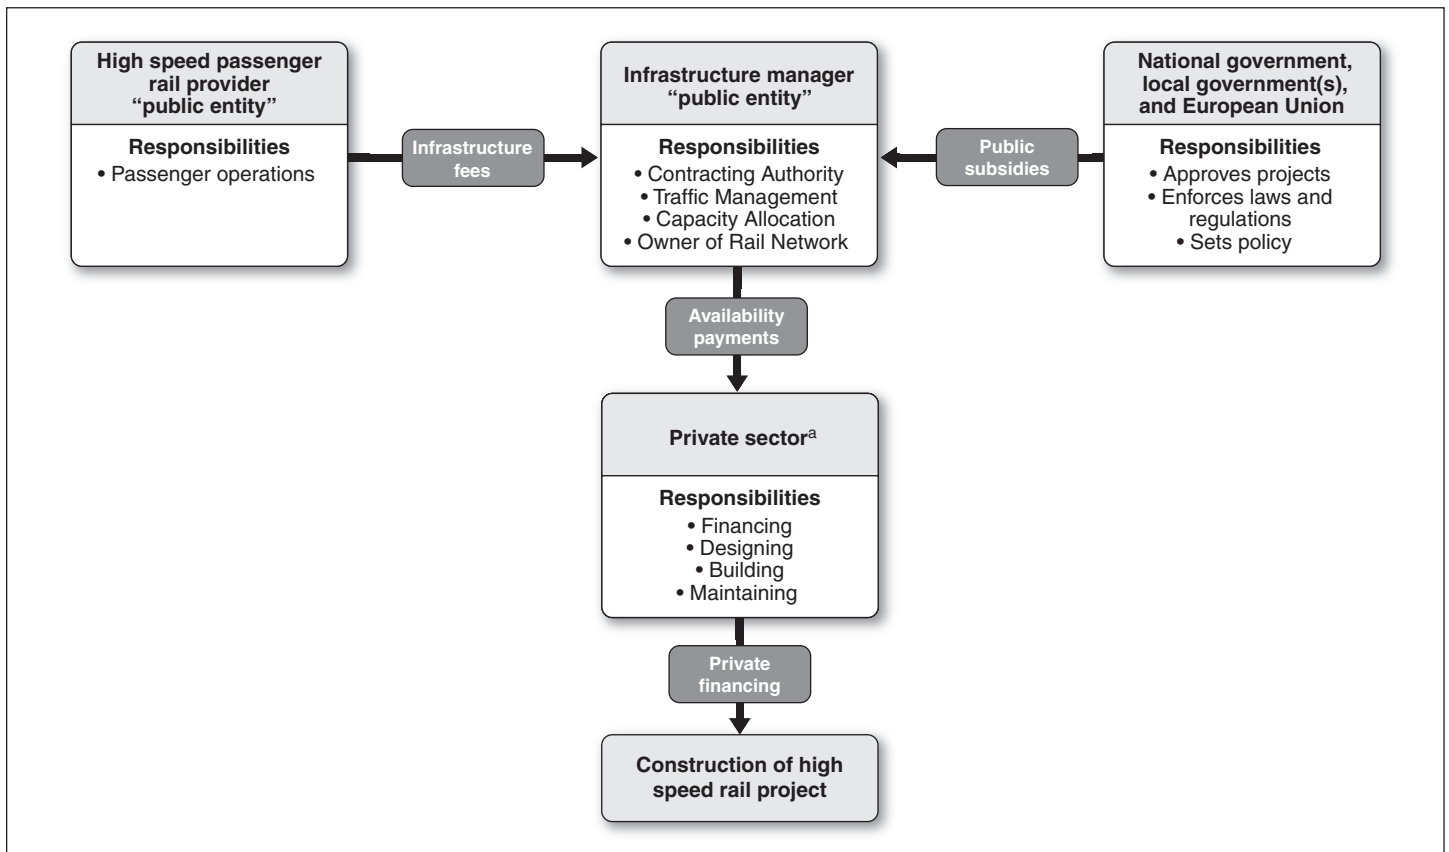 High speed passenger
rail provider
“public entity”
Responsibilities
• Passenger operations
Infrastructure
fees
Infrastructure manager
“public entity”
Responsibilities
• Contracting Authority
• Traffic Management
• Capacity Allocation
• Owner of Rail Network
Public
subsidies
National government,
local government(s),
and European Union
Responsibilities
• Approves projects
• Enforces laws and
regulations
• Sets policy
Availability
payments
Private sectorᵃ
Responsibilities
• Financing
• Designing
• Building
• Maintaining
Private
financing
Construction of high
speed rail project